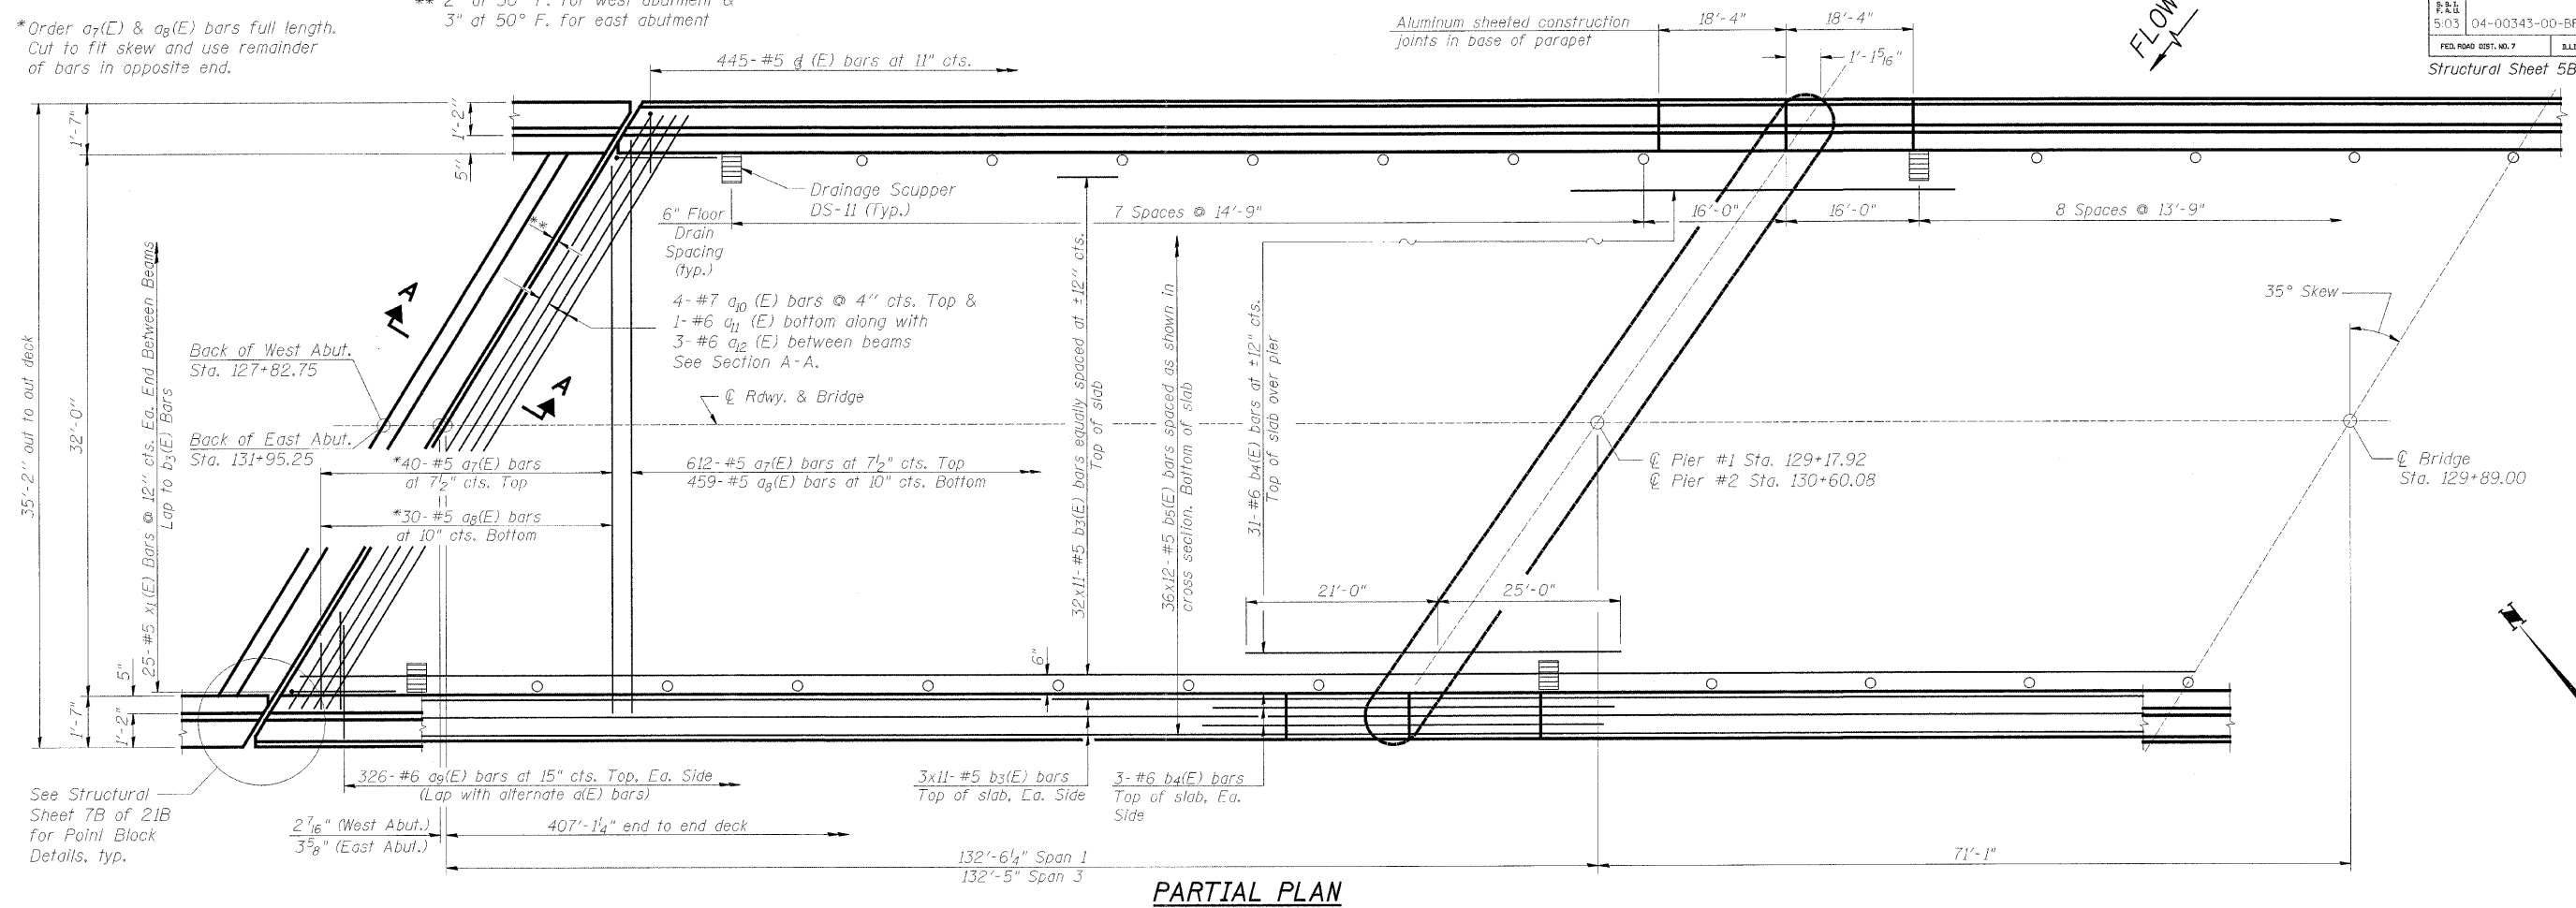 *Order a7(E) & a8(E) bars full length.
Cut to fit skew and use remainder
of bars in opposite end.
** 2" at 50° F. for west abutment &
3" at 50° F. for east abutment
445-#5 d (E) bars at 11" cts.
Aluminum sheeted construction
joints in base of parapet
18'-4"
18'-4"
1'-1 5/16"
FLOW
5:03
04-00343-00-BR
FED. ROAD DIST. NO. 7
Structural Sheet 5B
1'-7"
1'-2"
5"
32'-0"
35'-2" out to out deck
25-#5 x1(E) Bars @ 12" cts. Ea. End Between Beams
Lap to b3(E) Bars
**
Drainage Scupper
DS-11 (Typ.)
6" Floor
Drain
Spacing
(typ.)
7 Spaces @ 14'-9"
16'-0"
16'-0"
8 Spaces @ 13'-9"
4-#7 a10 (E) bars @ 4" cts. Top &
1-#6 a11 (E) bottom along with
3-#6 a12 (E) between beams
See Section A-A.
A
A
℄ Rdwy. & Bridge
Back of West Abut.
Sta. 127+82.75
Back of East Abut.
Sta. 131+95.25
*40-#5 a7(E) bars
at 7½" cts. Top
612-#5 a7(E) bars at 7½" cts. Top
459-#5 a8(E) bars at 10" cts. Bottom
*30-#5 a8(E) bars
at 10" cts. Bottom
32x11-#5 b3(E) bars equally spaced at ±12" cts.
Top of slab
36x12-#5 b5(E) bars spaced as shown in
cross section. Bottom of slab
31-#6 b4(E) bars at ±12" cts.
Top of slab over pier
35° Skew
℄ Pier #1 Sta. 129+17.92
℄ Pier #2 Sta. 130+60.08
℄ Bridge
Sta. 129+89.00
21'-0"
25'-0"
6"
5"
1'-7"
1'-2"
N
See Structural
Sheet 7B of 21B
for Point Block
Details, typ.
326-#6 a9(E) bars at 15" cts. Top, Ea. Side
(Lap with alternate a(E) bars)
3x11-#5 b3(E) bars
Top of slab, Ea. Side
3-#6 b4(E) bars
Top of slab, Ea.
Side
2 7/16" (West Abut.)
3 5/8" (East Abut.)
407'-1¼" end to end deck
132'-6¼" Span 1
132'-5" Span 3
71'-1"
PARTIAL PLAN